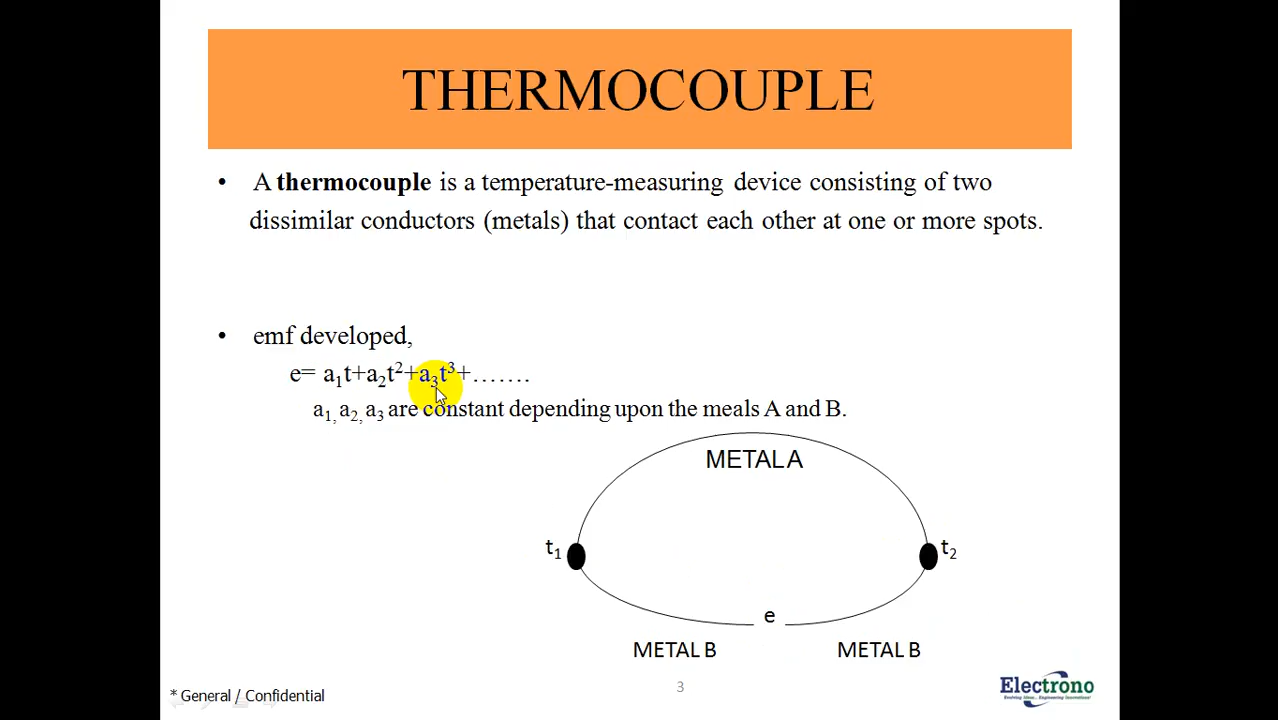 THERMOCOUPLE
• A thermocouple is a temperature-measuring device consisting of two
dissimilar conductors (metals) that contact each other at one or more spots.
• emf developed,
e= a₁t+a₂t²+a₃t³+.......
a₁, a₂, a₃ are constant depending upon the meals A and B.
METAL A
t₁
t₂
e
METAL B
METAL B
* General / Confidential
3
Electrono
Evolving Ideas... Engineering Innovations!